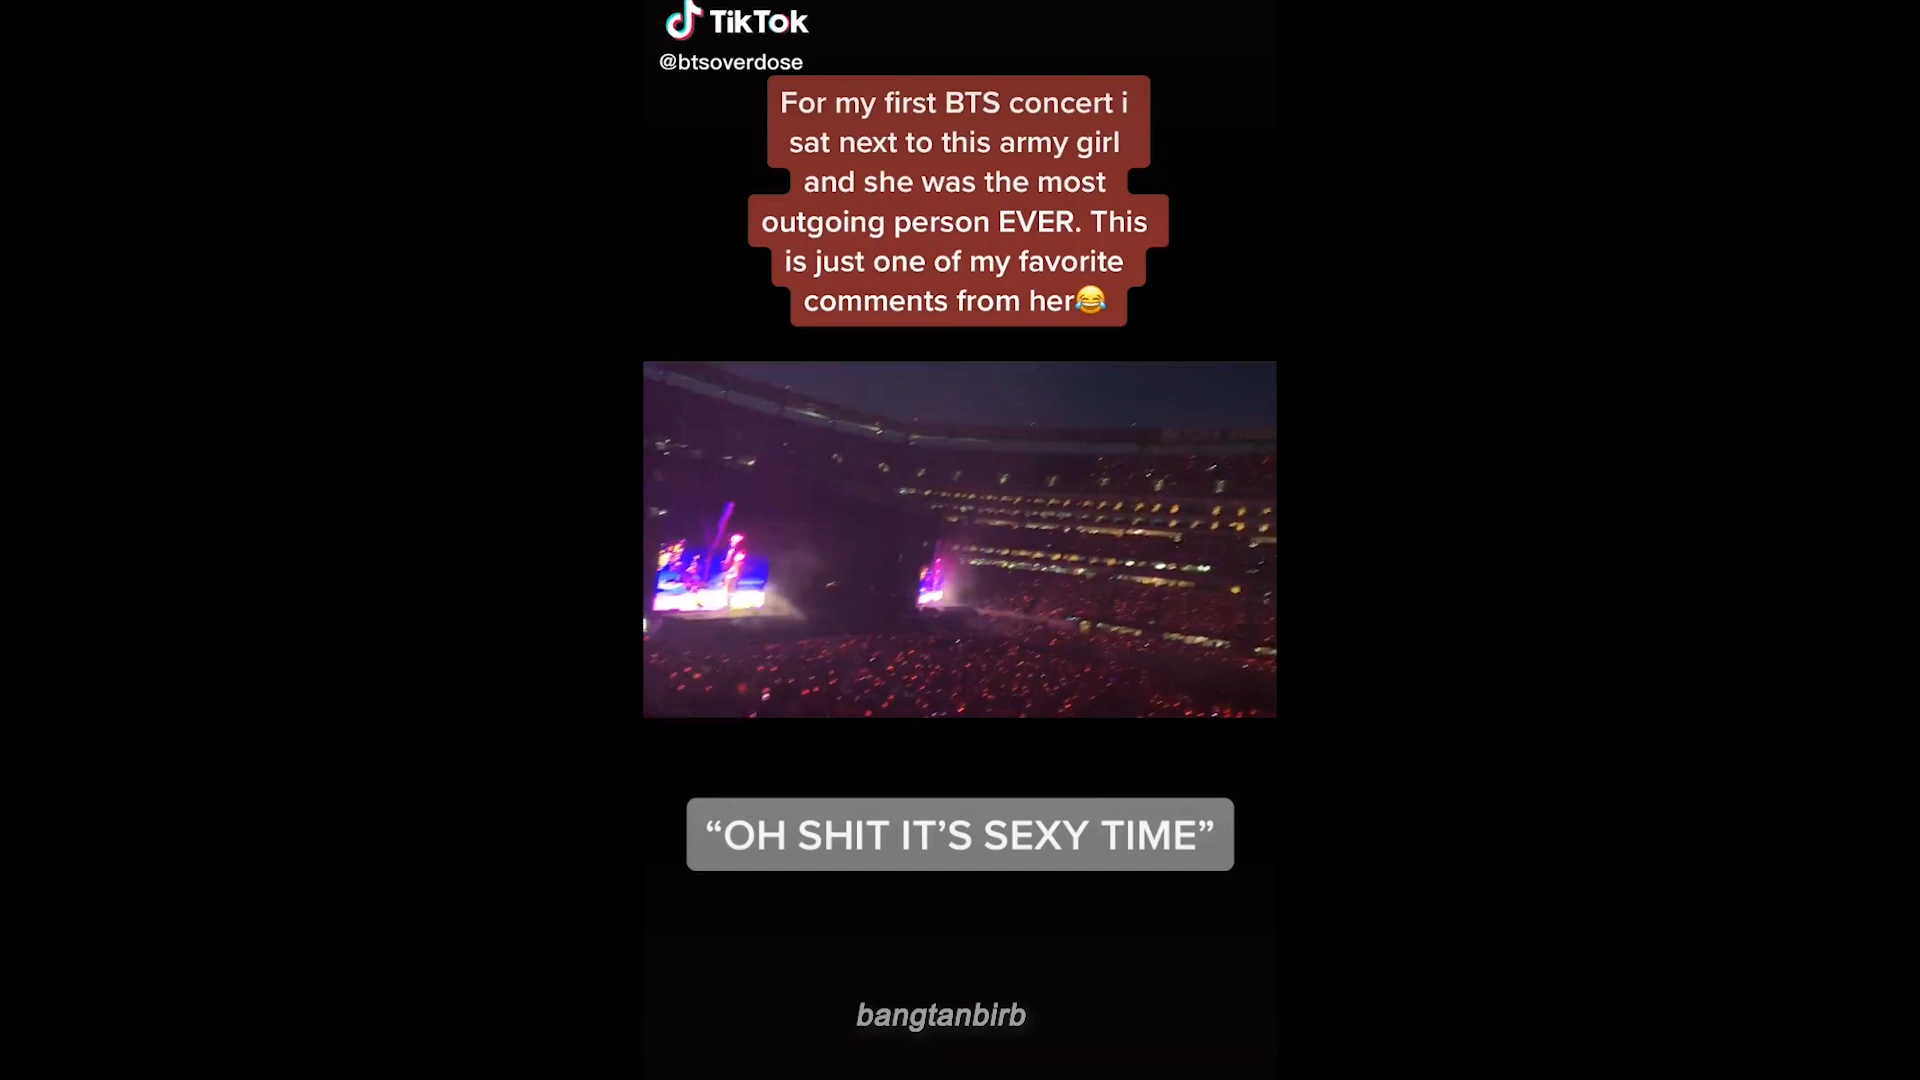 TikTok
@btsoverdose
For my first BTS concert i
sat next to this army girl
and she was the most
outgoing person EVER. This
is just one of my favorite
comments from her😂
“OH SHIT IT’S SEXY TIME”
bangtanbirb